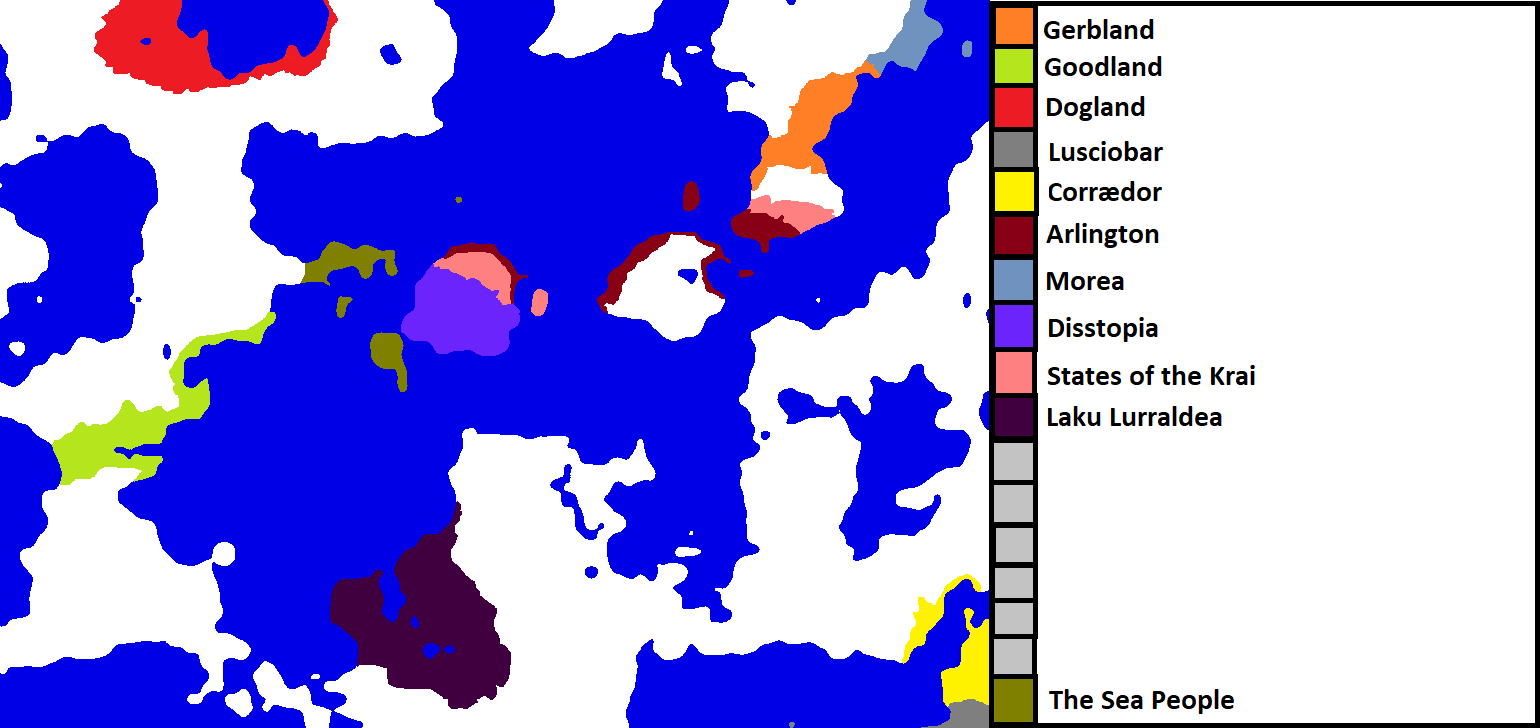 Gerbland
Goodland
Dogland
Lusciobar
Corrædor
Arlington
Morea
Disstopia
States of the Krai
Laku Lurraldea
The Sea People